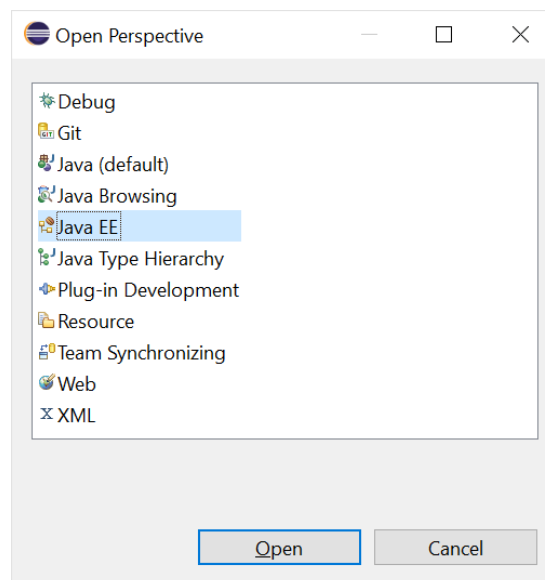 Open Perspective
Debug
Git
Java (default)
Java Browsing
Java EE
Java Type Hierarchy
Plug-in Development
Resource
Team Synchronizing
Web
X XML
Open Cancel